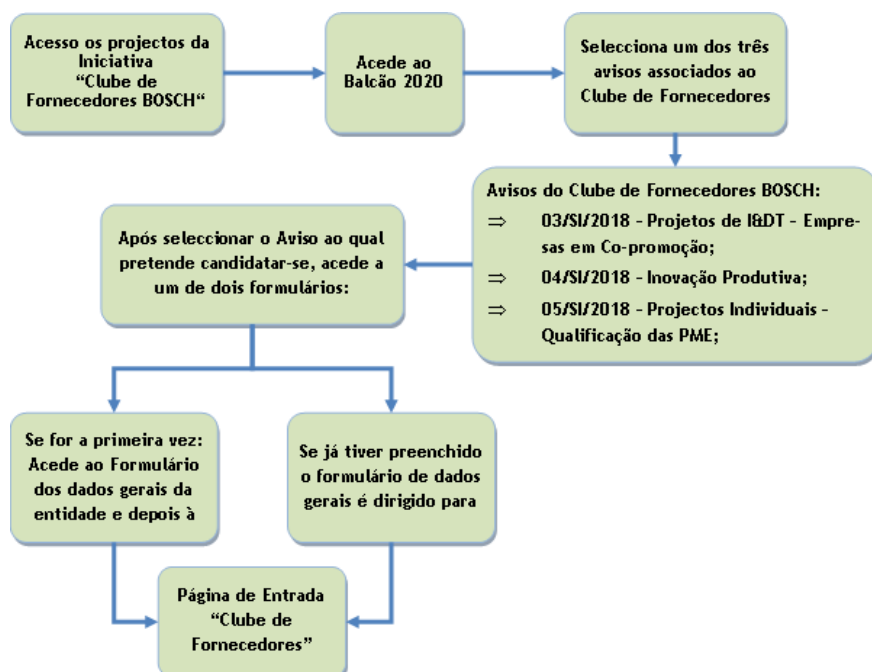 Acesso os projectos da
Iniciativa
“Clube de
Fornecedores BOSCH“
Acede ao
Balcão 2020
Selecciona um dos três
avisos associados ao
Clube de Fornecedores
Avisos do Clube de Fornecedores BOSCH:
⇒ 03/SI/2018 - Projetos de I&DT - Empre-
sas em Co-promoção;
⇒ 04/SI/2018 - Inovação Produtiva;
⇒ 05/SI/2018 - Projectos Individuais -
Qualificação das PME;
Após seleccionar o Aviso ao qual
pretende candidatar-se, acede a
um de dois formulários:
Se for a primeira vez:
Acede ao Formulário
dos dados gerais da
entidade e depois à
Se já tiver preenchido
o formulário de dados
gerais é dirigido para
Página de Entrada
“Clube de
Fornecedores”